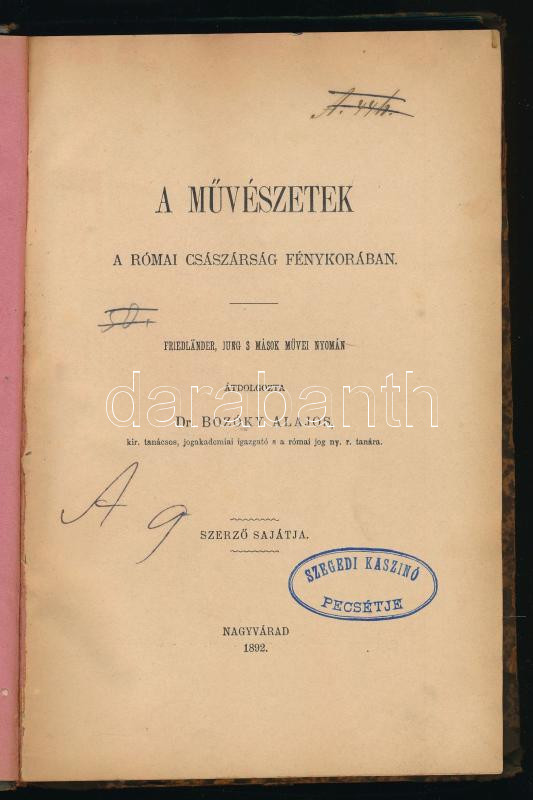 A MŰVÉSZETEK
A RÓMAI CSÁSZÁRSÁG FÉNYKORÁBAN.
50.
FRIEDLÄNDER, JUNG S MÁSOK MŰVEI NYOMÁN
ÁTDOLGOZTA
darabanth
Dr. BOZÓKY ALAJOS,
kir. tanácsos, jogakademiai igazgató s a római jog ny. r. tanára.
A 9
SZERZŐ SAJÁTJA.
SZEGEDI KASZINÓ
PECSÉTJE
NAGYVÁRAD
1892.